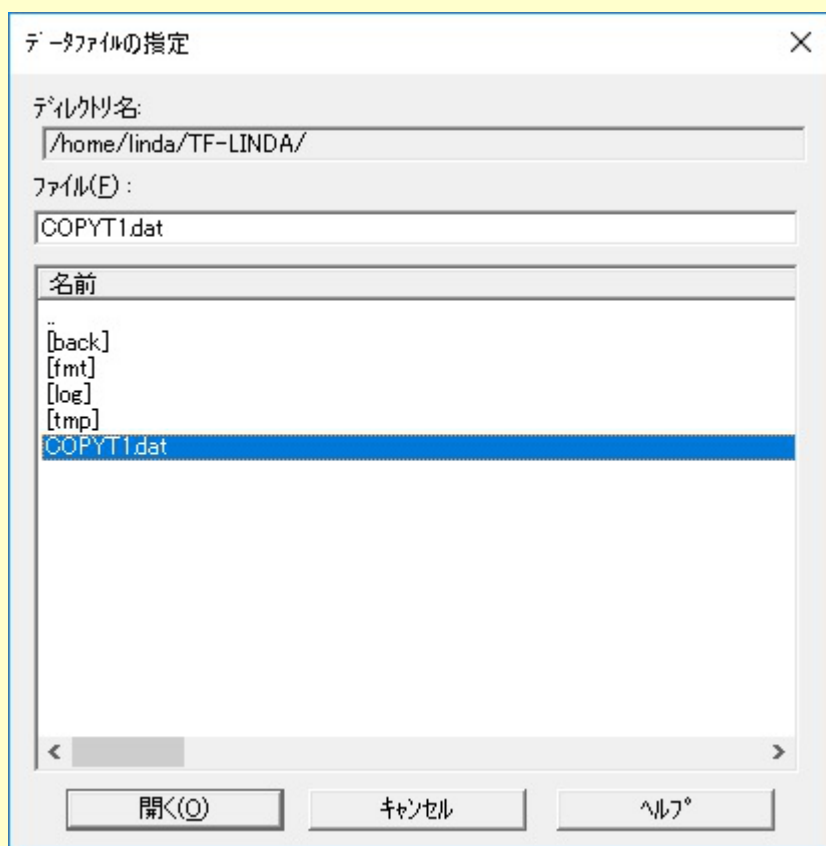 ﾃﾞｰﾀﾌｧｲﾙの指定
ﾃﾞｨﾚｸﾄﾘ名:
/home/linda/TF-LINDA/
ﾌｧｲﾙ(F) :
COPYT1.dat
名前
..
[back]
[fmt]
[log]
[tmp]
COPYT1.dat
開く(O) ｷｬﾝｾﾙ ﾍﾙﾌﾟ